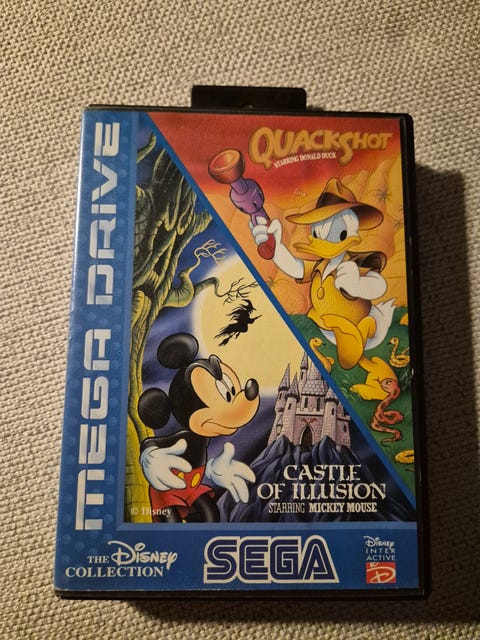 MEGA DRIVE
QUACKSHOT
STARRING DONALD DUCK
CASTLE
OF ILLUSION
STARRING MICKEY MOUSE
© Disney
THE Disney
COLLECTION
SEGA
Disney
INTER
ACTIVE